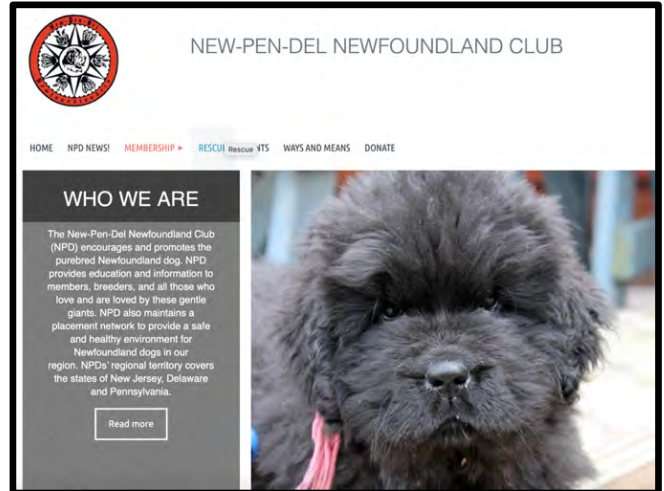 NEW-PEN-DEL NEWFOUNDLAND CLUB
HOME NPD NEWS! MEMBERSHIP ▸ RESCUE Rescue NTS WAYS AND MEANS DONATE
WHO WE ARE
The New-Pen-Del Newfoundland Club
(NPD) encourages and promotes the
purebred Newfoundland dog. NPD
provides education and information to
members, breeders, and all those who
love and are loved by these gentle
giants. NPD also maintains a
placement network to provide a safe
and healthy environment for
Newfoundland dogs in our
region. NPDs' regional territory covers
the states of New Jersey, Delaware
and Pennsylvania.
Read more